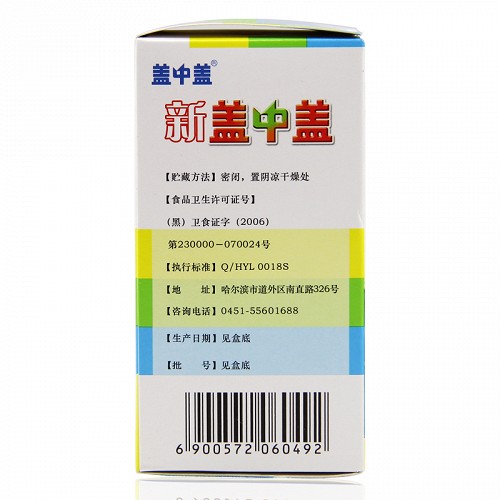 盖中盖®
新盖中盖
【贮藏方法】密闭，置阴凉干燥处
【食品卫生许可证号】
(黑)卫食证字(2006)
第230000-070024号
【执行标准】Q/HYL 0018S
【地　址】哈尔滨市道外区南直路326号
【咨询电话】0451-55601688
【生产日期】见盒底
【批　号】见盒底
6 900572 060492